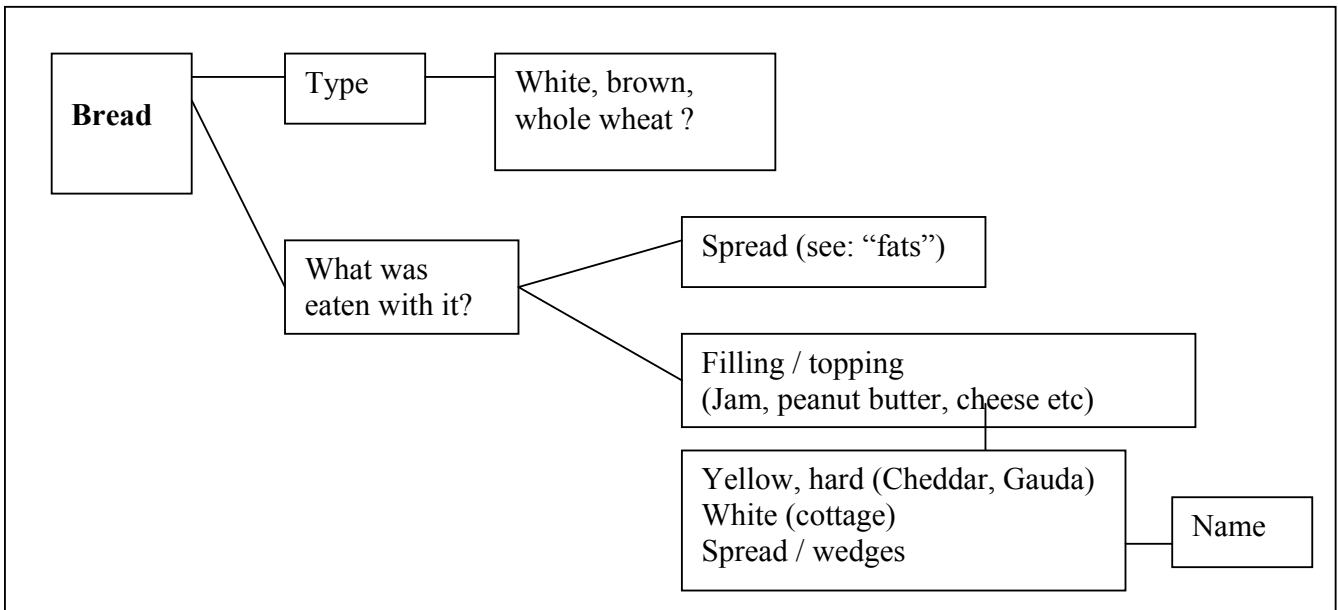 Bread
Type
White, brown,
whole wheat ?
What was
eaten with it?
Spread (see: “fats”)
Filling / topping
(Jam, peanut butter, cheese etc)
Yellow, hard (Cheddar, Gauda)
White (cottage)
Spread / wedges
Name